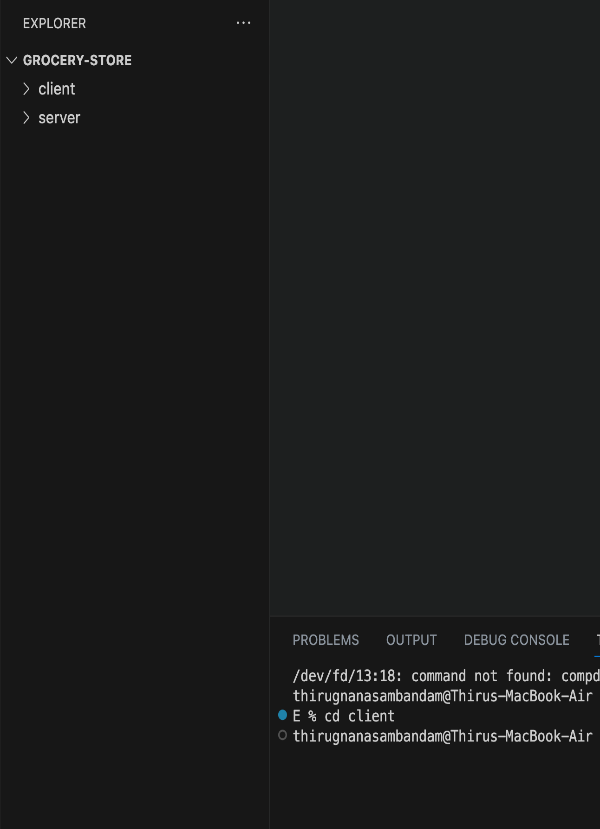 EXPLORER
GROCERY-STORE
client
server
PROBLEMS OUTPUT DEBUG CONSOLE
/dev/fd/13:18: command not found: compd
thirugnanasambandam@Thirus-MacBook-Air
E % cd client
thirugnanasambandam@Thirus-MacBook-Air